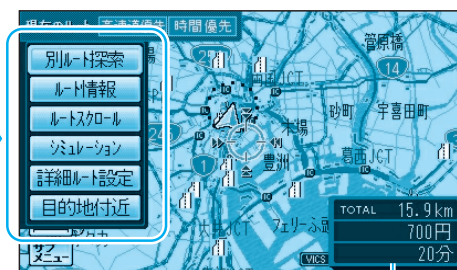 現在のルート 高速道優先 時間優先
別ルート探索
ルート情報
ルートスクロール
シミュレーション
詳細ルート設定
目的地付近
サブ
メニュー
菅原橋
14
JCT
砂町
宇喜田町
木場
豊洲
葛西JCT
1
フェリーふ頭
TOTAL 15.9km
700円
20分
VICS